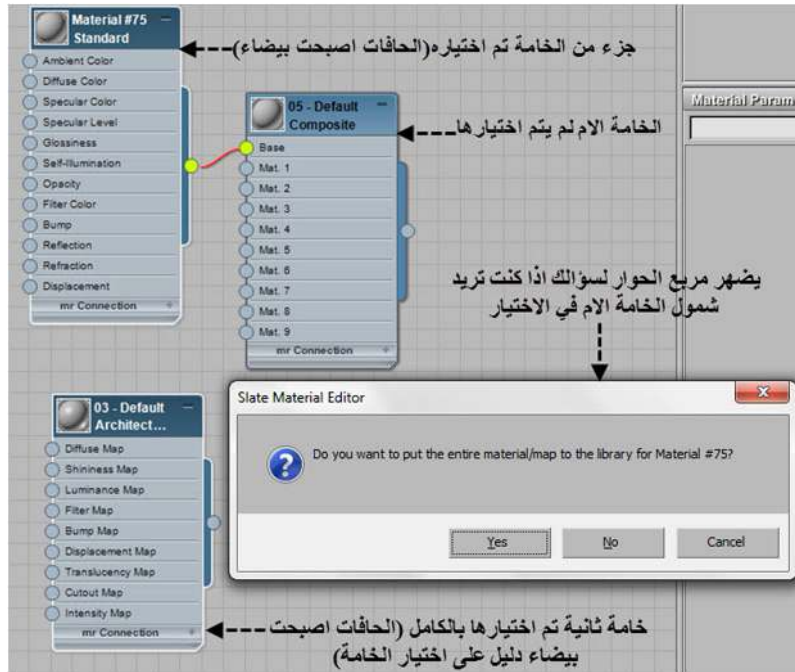 Material #75
Standard
Ambient Color
Diffuse Color
Specular Color
Specular Level
Glossiness
Self-Illumination
Opacity
Filter Color
Bump
Reflection
Refraction
Displacement
mr Connection
جزء من الخامة تم اختياره(الحافات اصبحت بيضاء)
05 - Default
Composite
Base
Mat. 1
Mat. 2
Mat. 3
Mat. 4
Mat. 5
Mat. 6
Mat. 7
Mat. 8
Mat. 9
mr Connection
الخامة الام لم يتم اختيارها
Material Param
يضهر مربع الحوار لسؤالك اذا كنت تريد
شمول الخامة الام في الاختيار
03 - Default
Architect...
Diffuse Map
Shininess Map
Luminance Map
Filter Map
Bump Map
Displacement Map
Translucency Map
Cutout Map
Intensity Map
mr Connection
Slate Material Editor
Do you want to put the entire material/map to the library for Material #75?
Yes
No
Cancel
خامة ثانية تم اختيارها بالكامل (الحافات اصبحت
بيضاء دليل على اختيار الخامة)